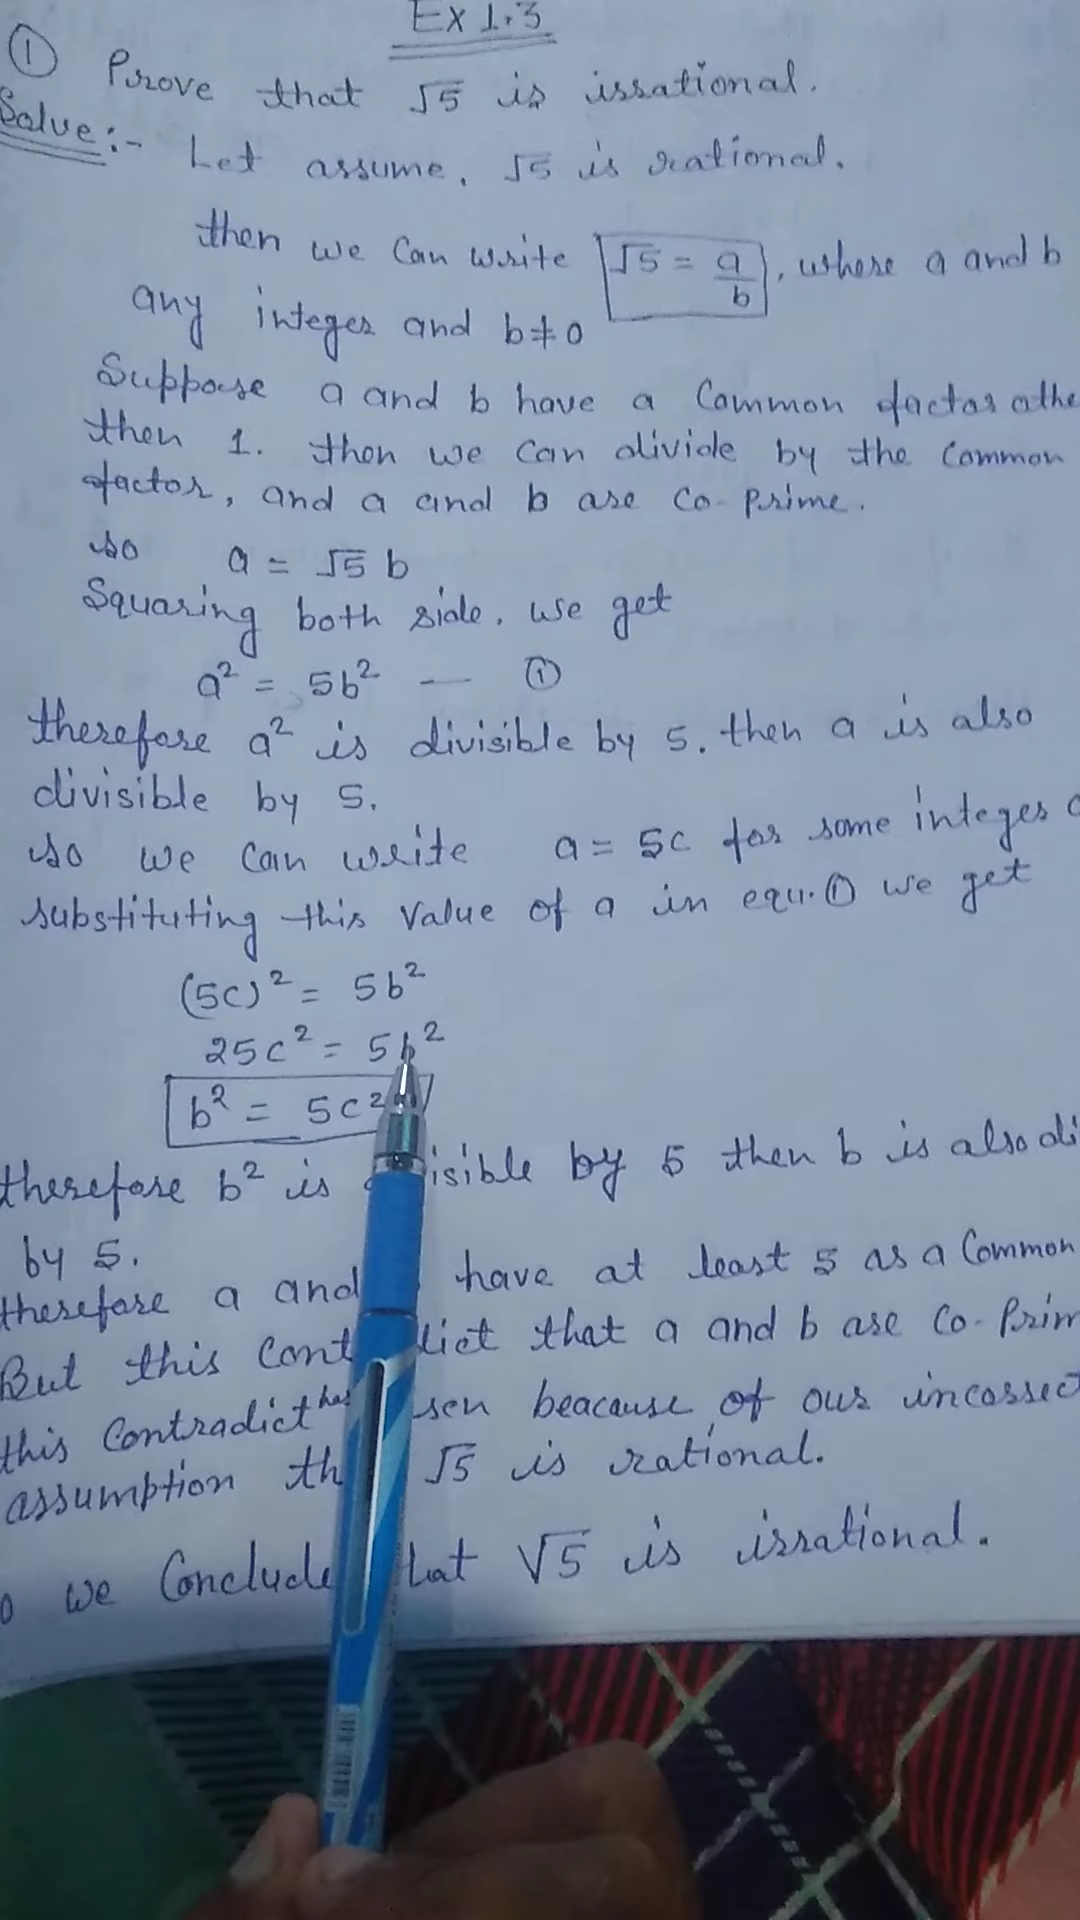 Ex 1.3
① Prove that √5 is irrational.
Solve:- Let assume, √5 is rational.
then we Can write √5 = a/b, where a and b
any integer and b≠0
Suppose a and b have a Common factor othe
then 1. then we can divide by the Common
factor, and a and b are co-prime.
so a = √5 b
Squaring both side. we get
a² = 5b² — ①
therefore a² is divisible by 5. then a is also
divisible by 5.
so we can write a = 5c for some integer c
substituting this value of a in equ.① we get
(5c)² = 5b²
25c² = 5b²
b² = 5c²
therefore b² is isible by 5 then b is also di
by 5.
therefore a and have at least 5 as a Common
But this cont dict that a and b are Co-Prim
this Contradict has sen beacause of our incorrect
assumption th √5 is rational.
we Conclude hat √5 is irrational.